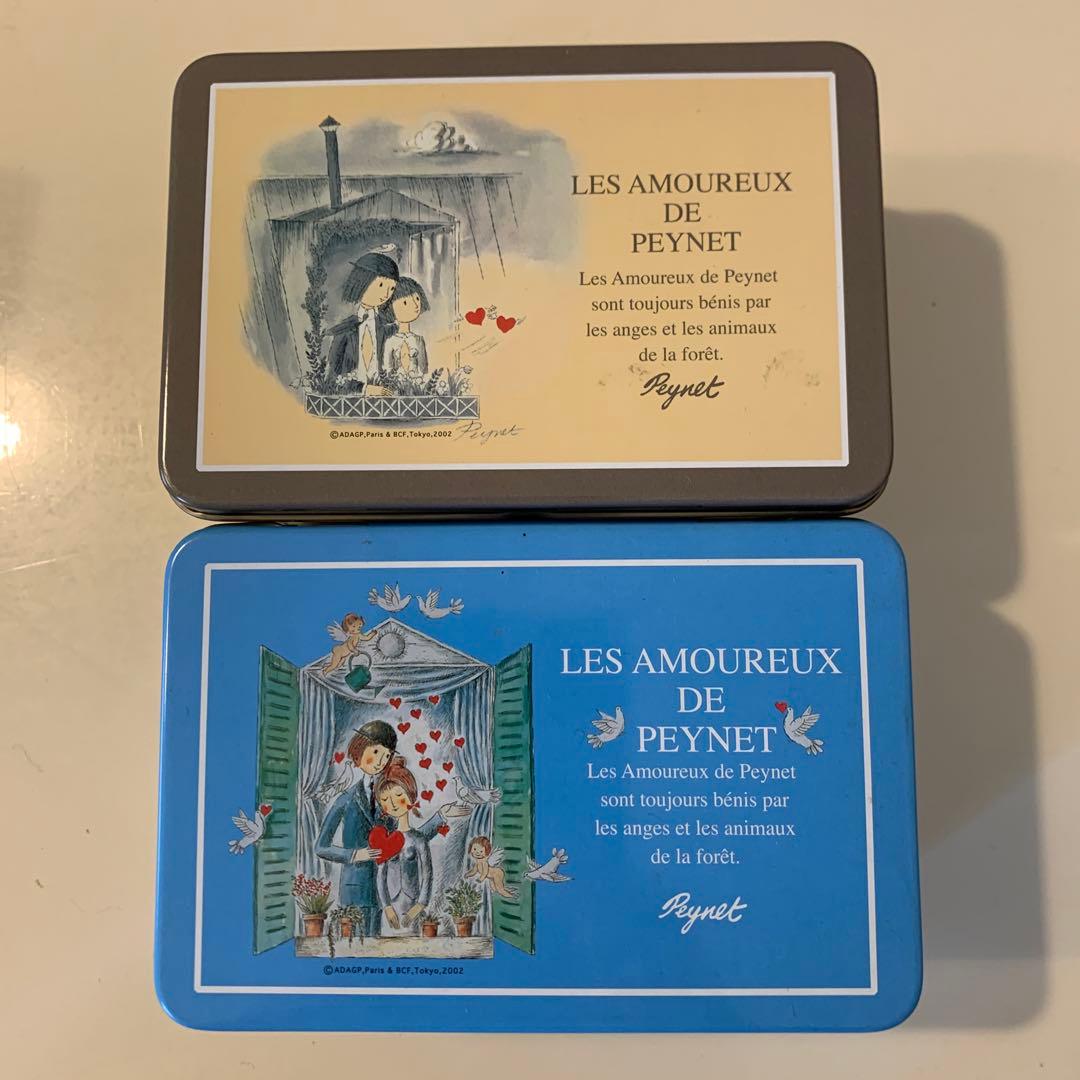 LES AMOUREUX
DE
PEYNET
Les Amoureux de Peynet
sont toujours bénis par
les anges et les animaux
de la forêt.
Peynet
©ADAGP,Paris & BCF,Tokyo,2002
Peynet
LES AMOUREUX
DE
PEYNET
Les Amoureux de Peynet
sont toujours bénis par
les anges et les animaux
de la forêt.
Peynet
©ADAGP,Paris & BCF,Tokyo,2002